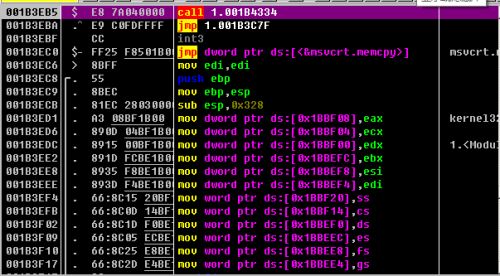 001B3EB5 $ E8 7A040000 call 1.001B4334
001B3EBA .^ E9 C0FDFFFF jmp 1.001B3C7F
001B3EBF CC int3
001B3EC0 $- FF25 F8501B00 jmp dword ptr ds:[<&msvcrt.memcpy>] msvcrt.m
001B3EC6 > 8BFF mov edi,edi
001B3EC8 . 55 push ebp
001B3EC9 . 8BEC mov ebp,esp
001B3ECB . 81EC 28030000 sub esp,0x328
001B3ED1 . A3 08BF1B00 mov dword ptr ds:[0x1BBF08],eax kernel32
001B3ED6 . 890D 04BF1B00 mov dword ptr ds:[0x1BBF04],ecx
001B3EDC . 8915 00BF1B00 mov dword ptr ds:[0x1BBF00],edx 1.<Modul
001B3EE2 . 891D FCBE1B00 mov dword ptr ds:[0x1BBEFC],ebx
001B3EE8 . 8935 F8BE1B00 mov dword ptr ds:[0x1BBEF8],esi
001B3EEE . 893D F4BE1B00 mov dword ptr ds:[0x1BBEF4],edi
001B3EF4 . 66:8C15 20BF mov word ptr ds:[0x1BBF20],ss
001B3EFB . 66:8C0D 14BF mov word ptr ds:[0x1BBF14],cs
001B3F02 . 66:8C1D F0BE mov word ptr ds:[0x1BBEF0],ds
001B3F09 . 66:8C05 ECBE mov word ptr ds:[0x1BBEEC],es
001B3F10 . 66:8C25 E8BE mov word ptr ds:[0x1BBEE8],fs
001B3F17 . 66:8C2D E4BE mov word ptr ds:[0x1BBEE4],gs